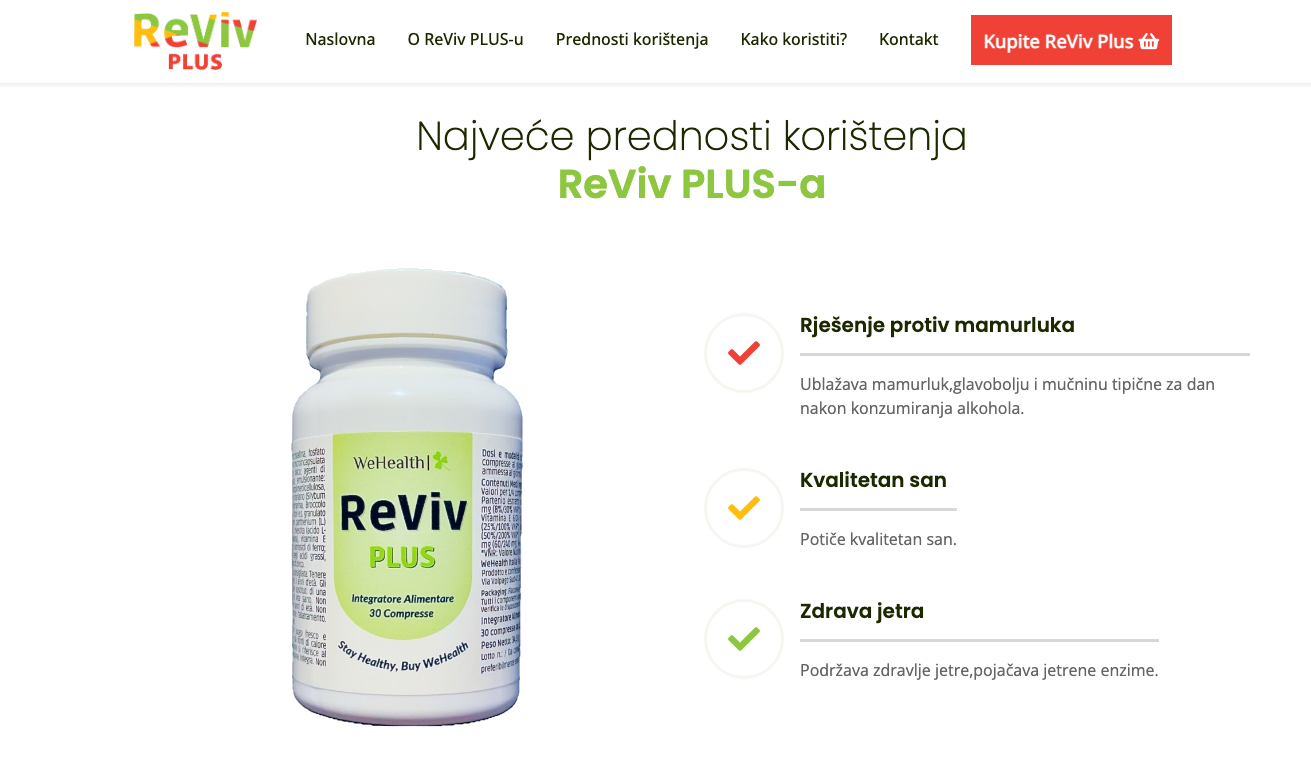 ReViv
PLUS
Naslovna
O ReViv PLUS-u
Prednosti korištenja
Kako koristiti?
Kontakt
Kupite ReViv Plus
Najveće prednosti korištenja
ReViv PLUS-a
WeHealth
ReViv
PLUS
Integratore Alimentare
30 Compresse
Stay Healthy, Buy WeHealth
Rješenje protiv mamurluka
Ublažava mamurluk,glavobolju i mučninu tipične za dan
nakon konzumiranja alkohola.
Kvalitetan san
Potiče kvalitetan san.
Zdrava jetra
Podržava zdravlje jetre,pojačava jetrene enzime.